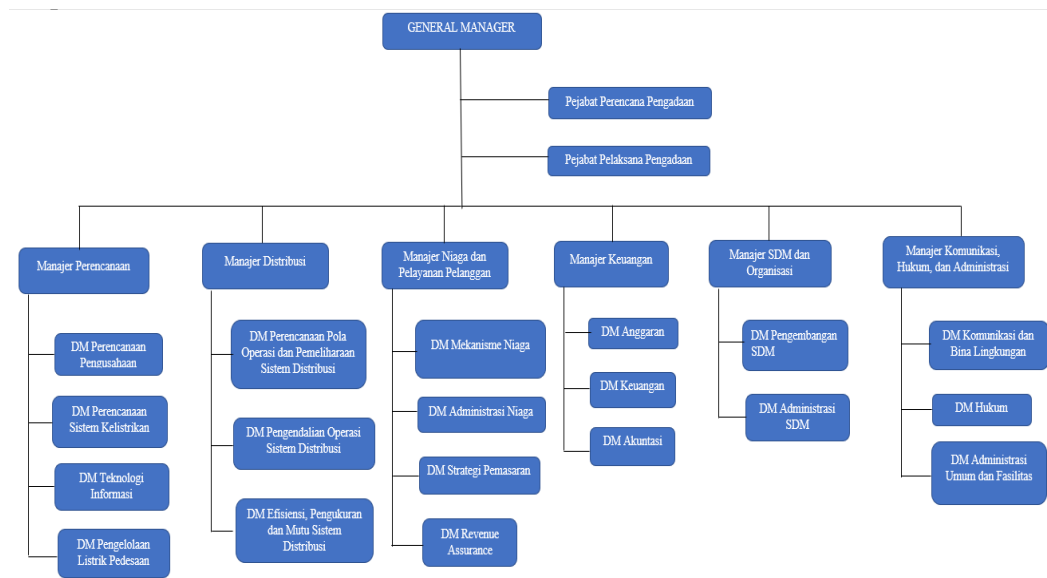 GENERAL MANAGER
Pejabat Perencana Pengadaan
Pejabat Pelaksana Pengadaan
Manajer Perencanaan
Manajer Distribusi
Manajer Niaga dan
Pelayanan Pelanggan
Manajer Keuangan
Manajer SDM dan
Organisasi
Manajer Komunikasi,
Hukum, dan Administrasi
DM Perencanaan
Pengusahaan
DM Perencanaan
Sistem Kelistrikan
DM Teknologi
Informasi
DM Pengelolaan
Listrik Pedesaan
DM Perencanaan Pola
Operasi dan Pemeliharaan
Sistem Distribusi
DM Pengendalian Operasi
Sistem Distribusi
DM Efisiensi, Pengukuran
dan Mutu Sistem
Distribusi
DM Mekanisme Niaga
DM Administrasi Niaga
DM Strategi Pemasaran
DM Revenue
Assurance
DM Anggaran
DM Keuangan
DM Akuntasi
DM Pengembangan
SDM
DM Administrasi
SDM
DM Komunikasi dan
Bina Lingkungan
DM Hukum
DM Administrasi
Umum dan Fasilitas